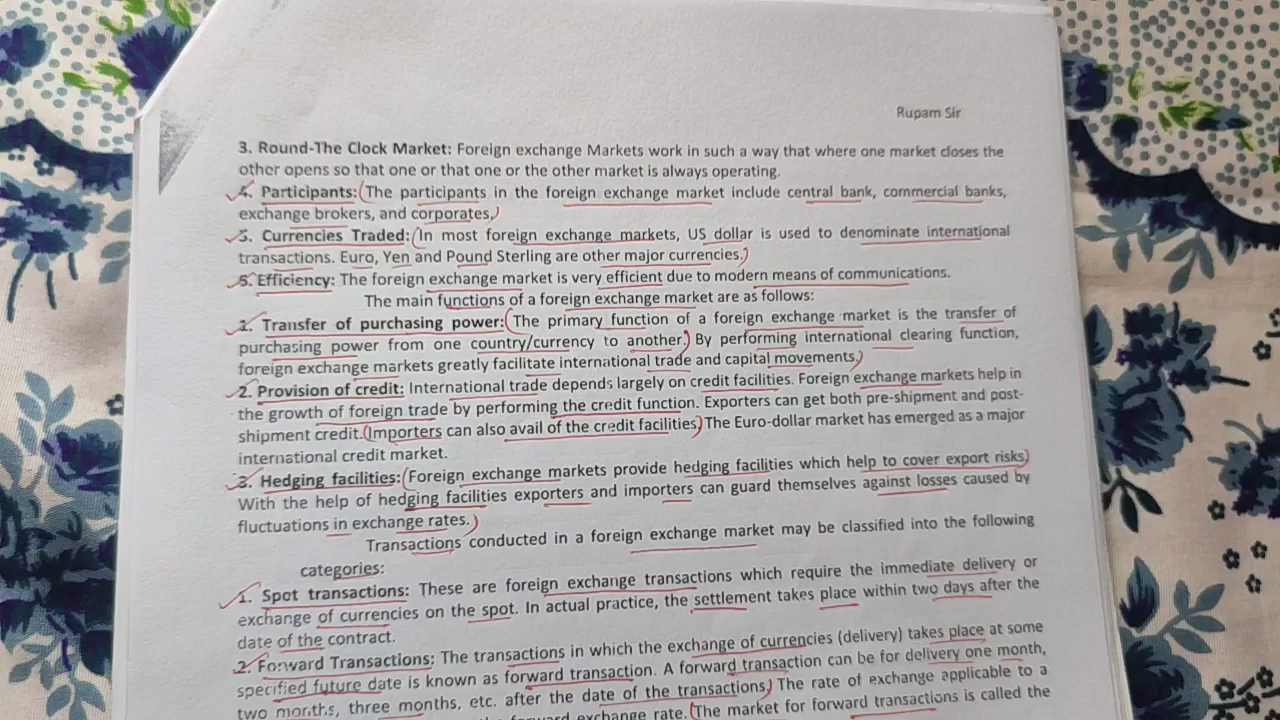 Rupam Sir
3. Round-The Clock Market: Foreign exchange Markets work in such a way that where one market closes the
other opens so that one or that one or the other market is always operating.
4. Participants: (The participants in the foreign exchange market include central bank, commercial banks,
exchange brokers, and corporates,)
5. Currencies Traded: (In most foreign exchange markets, US dollar is used to denominate international
transactions. Euro, Yen and Pound Sterling are other major currencies.)
5. Efficiency: The foreign exchange market is very efficient due to modern means of communications.
The main functions of a foreign exchange market are as follows:
1. Transfer of purchasing power: (The primary function of a foreign exchange market is the transfer of
purchasing power from one country/currency to another.) By performing international clearing function,
foreign exchange markets greatly facilitate international trade and capital movements,)
2. Provision of credit: International trade depends largely on credit facilities. Foreign exchange markets help in
the growth of foreign trade by performing the credit function. Exporters can get both pre-shipment and post-
shipment credit. (Importers can also avail of the credit facilities) The Euro-dollar market has emerged as a major
international credit market.
3. Hedging facilities: (Foreign exchange markets provide hedging facilities which help to cover export risks)
With the help of hedging facilities exporters and importers can guard themselves against losses caused by
fluctuations in exchange rates.)
Transactions conducted in a foreign exchange market may be classified into the following
categories:
1. Spot transactions: These are foreign exchange transactions which require the immediate delivery or
exchange of currencies on the spot. In actual practice, the settlement takes place within two days after the
date of the contract.
2. Forward Transactions: The transactions in which the exchange of currencies (delivery) takes place at some
specified future date is known as forward transaction. A forward transaction can be for delivery one month,
two months, three months, etc. after the date of the transactions) The rate of exchange applicable to a
forward exchange rate. (The market for forward transactions is called the